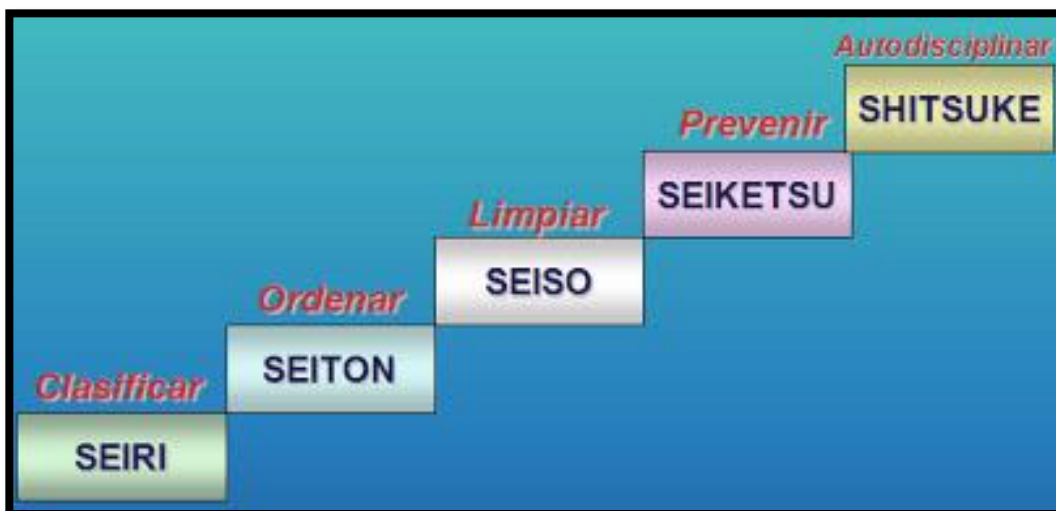 Autodisciplinar
SHITSUKE
Prevenir
SEIKETSU
Limpiar
SEISO
Ordenar
SEITON
Clasificar
SEIRI